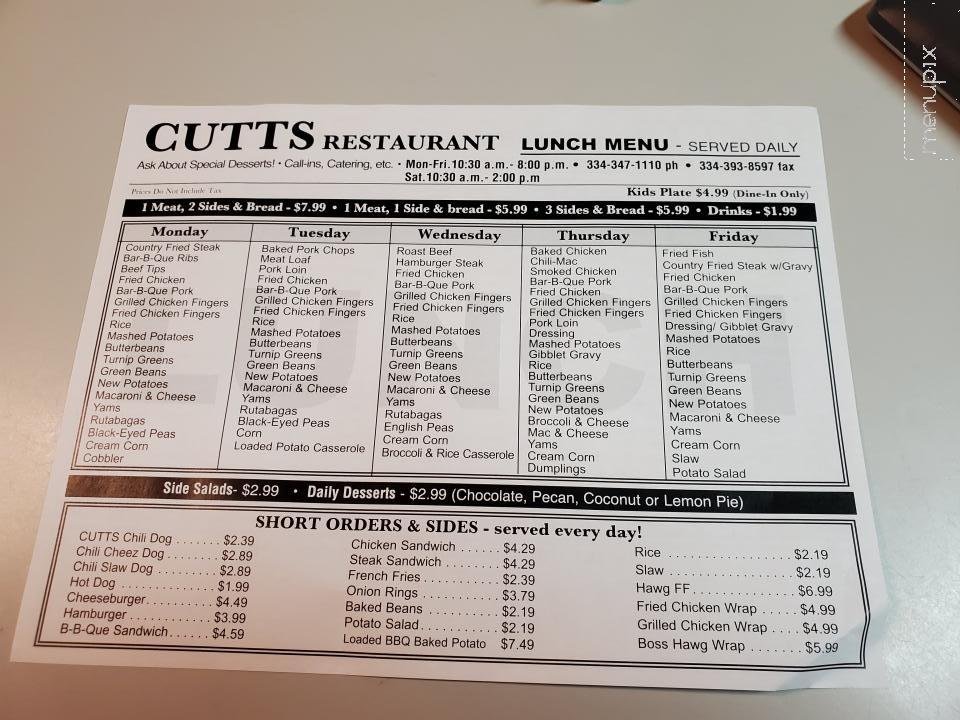 CUTTS RESTAURANT LUNCH MENU - SERVED DAILY
Ask About Special Desserts! • Call-ins, Catering, etc. • Mon-Fri.10:30 a.m.- 8:00 p.m. • 334-347-1110 ph • 334-393-8597 fax
Sat.10:30 a.m.- 2:00 p.m
Prices Do Not Include Tax Kids Plate $4.99 (Dine-In Only)
1 Meat, 2 Sides & Bread - $7.99 • 1 Meat, 1 Side & bread - $5.99 • 3 Sides & Bread - $5.99 • Drinks - $1.99
Monday
Country Fried Steak
Bar-B-Que Ribs
Beef Tips
Fried Chicken
Bar-B-Que Pork
Grilled Chicken Fingers
Fried Chicken Fingers
Rice
Mashed Potatoes
Butterbeans
Turnip Greens
Green Beans
New Potatoes
Macaroni & Cheese
Yams
Rutabagas
Black-Eyed Peas
Cream Corn
Cobbler
Tuesday
Baked Pork Chops
Meat Loaf
Pork Loin
Fried Chicken
Bar-B-Que Pork
Grilled Chicken Fingers
Fried Chicken Fingers
Rice
Mashed Potatoes
Butterbeans
Turnip Greens
Green Beans
New Potatoes
Macaroni & Cheese
Yams
Rutabagas
Black-Eyed Peas
Corn
Loaded Potato Casserole
Wednesday
Roast Beef
Hamburger Steak
Fried Chicken
Bar-B-Que Pork
Grilled Chicken Fingers
Fried Chicken Fingers
Rice
Mashed Potatoes
Butterbeans
Turnip Greens
Green Beans
New Potatoes
Macaroni & Cheese
Yams
Rutabagas
English Peas
Cream Corn
Broccoli & Rice Casserole
Thursday
Baked Chicken
Chili-Mac
Smoked Chicken
Bar-B-Que Pork
Fried Chicken
Grilled Chicken Fingers
Fried Chicken Fingers
Pork Loin
Dressing
Mashed Potatoes
Gibblet Gravy
Rice
Butterbeans
Turnip Greens
Green Beans
New Potatoes
Broccoli & Cheese
Mac & Cheese
Yams
Cream Corn
Dumplings
Friday
Fried Fish
Country Fried Steak w/Gravy
Fried Chicken
Bar-B-Que Pork
Grilled Chicken Fingers
Fried Chicken Fingers
Dressing/ Gibblet Gravy
Mashed Potatoes
Rice
Butterbeans
Turnip Greens
Green Beans
New Potatoes
Macaroni & Cheese
Yams
Cream Corn
Slaw
Potato Salad
LUNCH
Side Salads- $2.99 • Daily Desserts - $2.99 (Chocolate, Pecan, Coconut or Lemon Pie)
SHORT ORDERS & SIDES - served every day!
CUTTS Chili Dog ....... $2.39
Chili Cheez Dog ........ $2.89
Chili Slaw Dog ......... $2.89
Hot Dog ............ $1.99
Cheeseburger.......... $4.49
Hamburger ............ $3.99
B-B-Que Sandwich...... $4.59
Chicken Sandwich ...... $4.29
Steak Sandwich ........ $4.29
French Fries ........... $2.39
Onion Rings ........... $3.79
Baked Beans .......... $2.19
Potato Salad ........... $2.19
Loaded BBQ Baked Potato $7.49
Rice ................. $2.19
Slaw ................. $2.19
Hawg FF.............. $6.99
Fried Chicken Wrap ..... $4.99
Grilled Chicken Wrap .... $4.99
Boss Hawg Wrap ....... $5.99
menupix